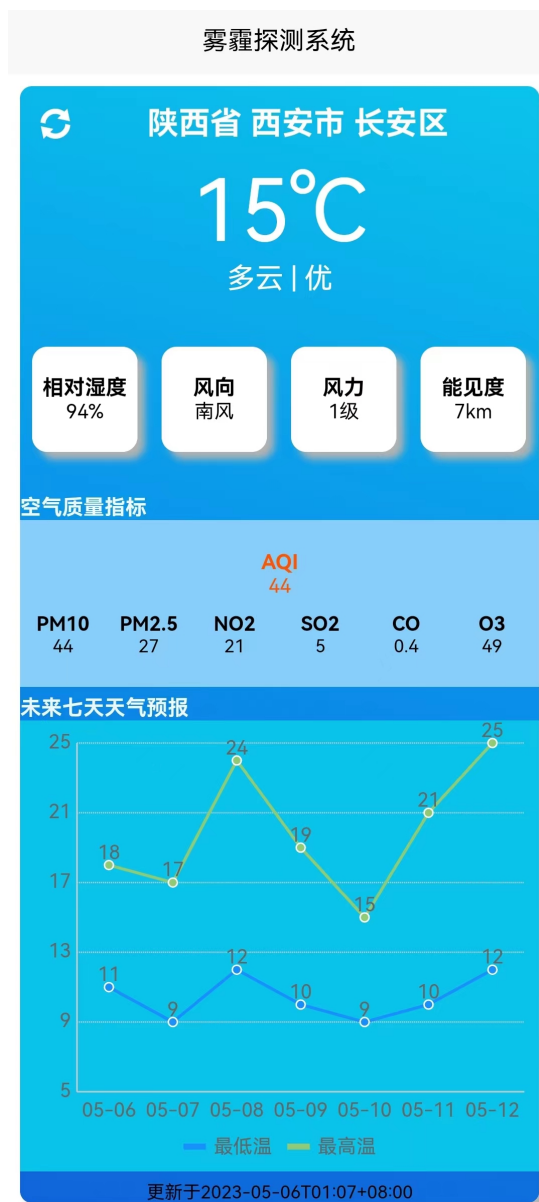 雾霾探测系统
陕西省 西安市 长安区
15℃
多云 | 优
相对湿度 风向 风力 能见度
94% 南风 1级 7km
空气质量指标
AQI
44
PM10 PM2.5 NO2 SO2 CO O3
44 27 21 5 0.4 49
未来七天天气预报
25
21
17
13
9
5
18 17 24 19 15 21 25
11 9 12 10 9 10 12
05-06 05-07 05-08 05-09 05-10 05-11 05-12
最低温 最高温
更新于2023-05-06T01:07+08:00